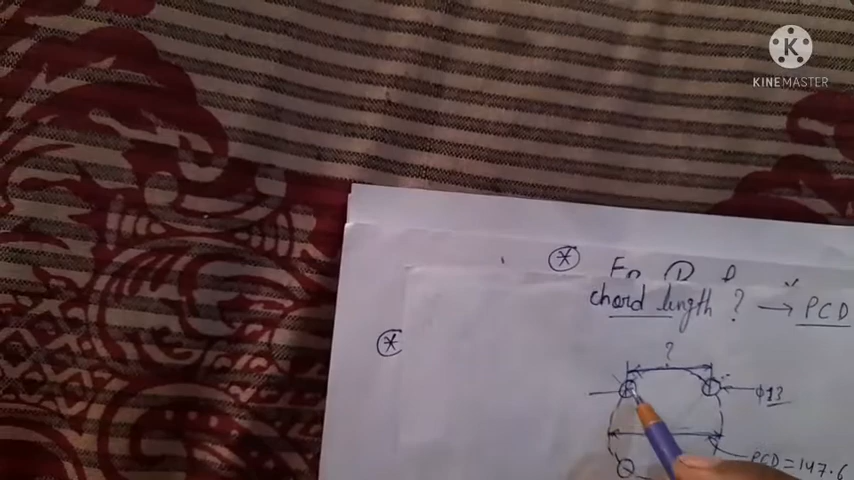 K
KINEMASTER
*
chord length ? → PCD
*
?
φ13
PCD=147.6